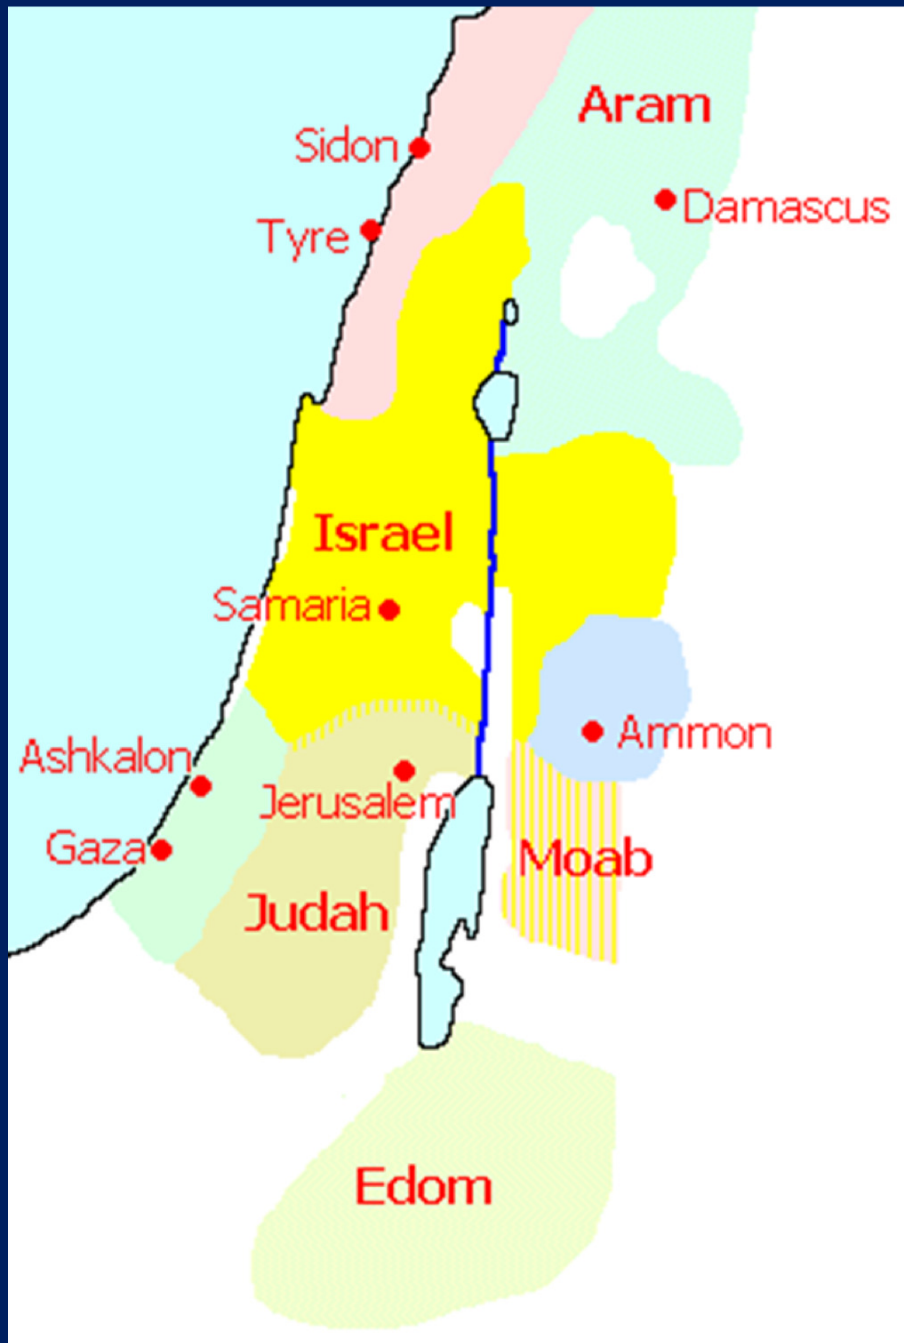 Aram
Sidon
Damascus
Tyre
Israel
Samaria
Ammon
Ashkalon
Jerusalem
Gaza
Moab
Judah
Edom